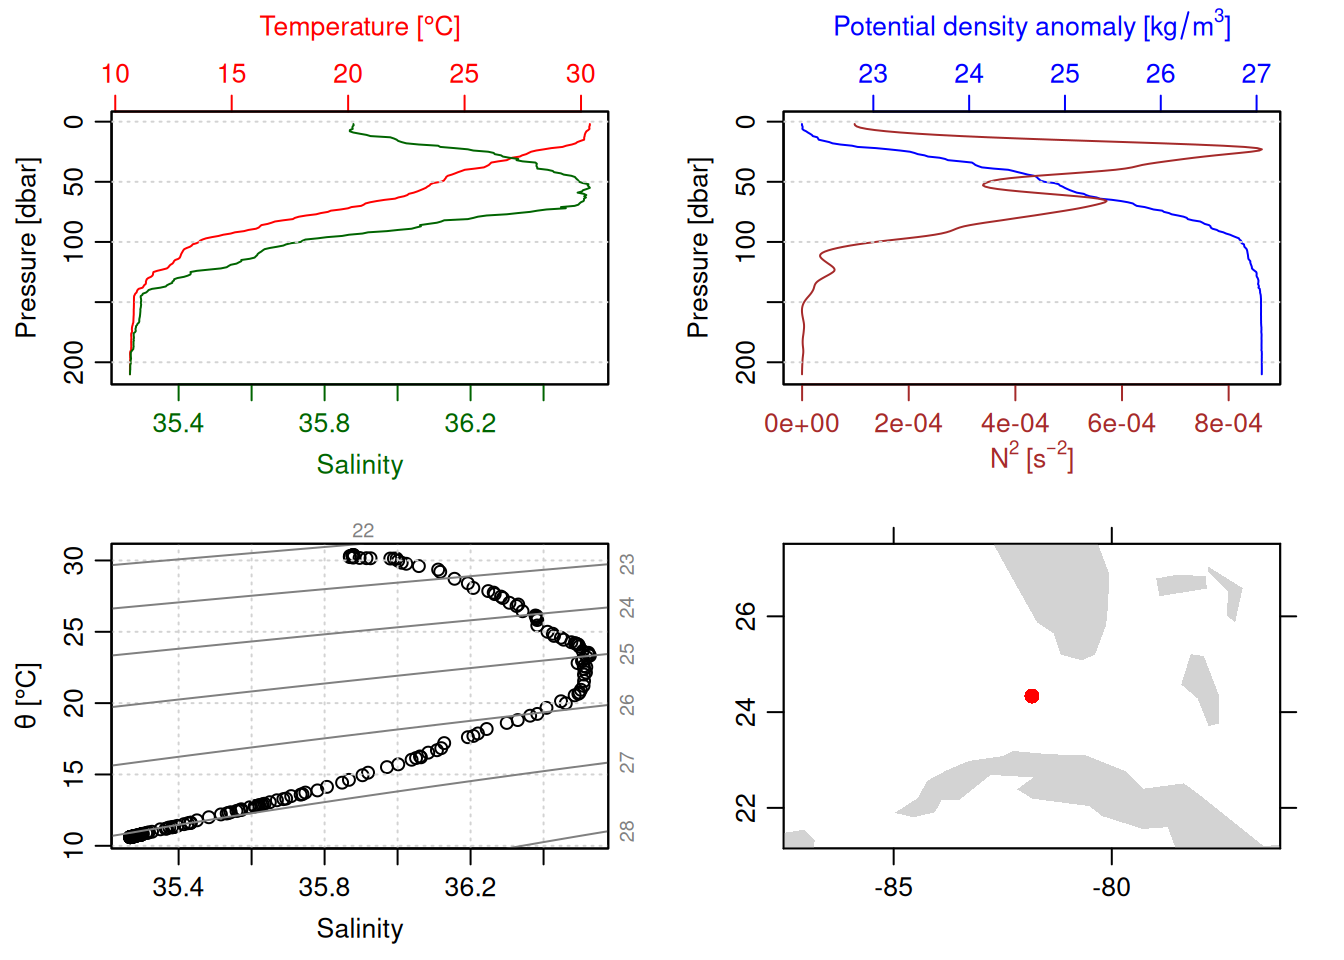 Temperature [°C]
10 15 20 25 30
Pressure [dbar]
0
50
100
200
35.4 35.8 36.2
Salinity
Potential density anomaly [kg/m³]
23 24 25 26 27
Pressure [dbar]
0
50
100
200
0e+00 2e-04 4e-04 6e-04 8e-04
N² [s⁻²]
22
θ [°C]
30
25
20
15
10
23
24
25
26
27
28
35.4 35.8 36.2
Salinity
26
24
22
-85 -80